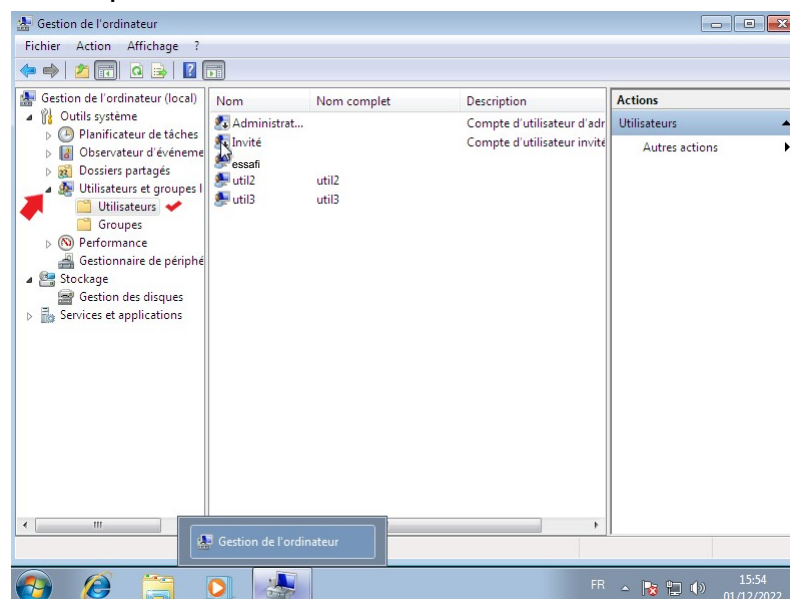 Gestion de l'ordinateur
Fichier Action Affichage ?
Gestion de l'ordinateur (local)
Outils système
Planificateur de tâches
Observateur d'événeme
Dossiers partagés
Utilisateurs et groupes l
Utilisateurs
Groupes
Performance
Gestionnaire de périphé
Stockage
Gestion des disques
Services et applications
Nom Nom complet Description
Administrat... Compte d'utilisateur d'adr
Invité Compte d'utilisateur invité
essafi
util2 util2
util3 util3
Actions
Utilisateurs
Autres actions
Gestion de l'ordinateur
FR
15:54
01/12/2022